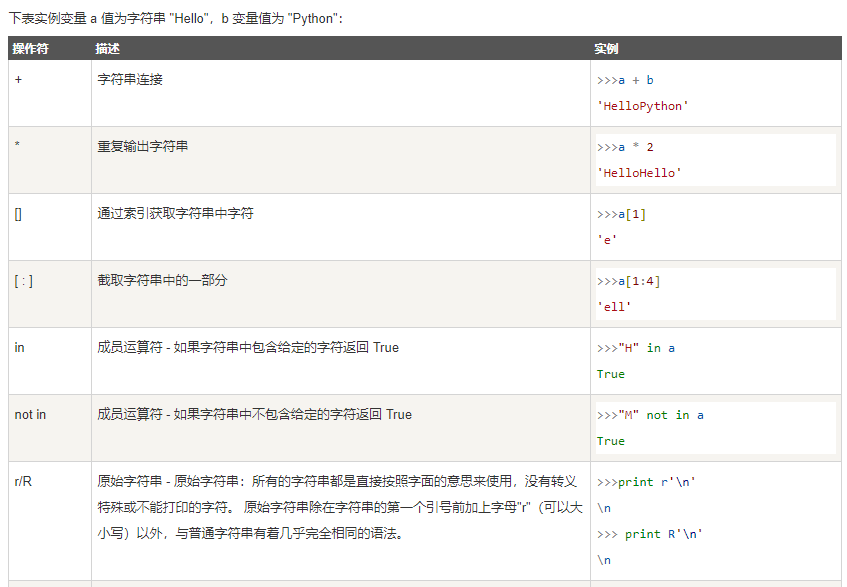 下表实例变量 a 值为字符串 "Hello"，b 变量值为 "Python"：
操作符 描述 实例
+ 字符串连接 >>>a + b
'HelloPython'
* 重复输出字符串 >>>a * 2
'HelloHello'
[] 通过索引获取字符串中字符 >>>a[1]
'e'
[ : ] 截取字符串中的一部分 >>>a[1:4]
'ell'
in 成员运算符 - 如果字符串中包含给定的字符返回 True >>>"H" in a
True
not in 成员运算符 - 如果字符串中不包含给定的字符返回 True >>>"M" not in a
True
r/R 原始字符串 - 原始字符串：所有的字符串都是直接按照字面的意思来使用，没有转义 >>>print r'\n'
特殊或不能打印的字符。 原始字符串除在字符串的第一个引号前加上字母"r"（可以大 \n
小写）以外，与普通字符串有着几乎完全相同的语法。 >>> print R'\n'
\n